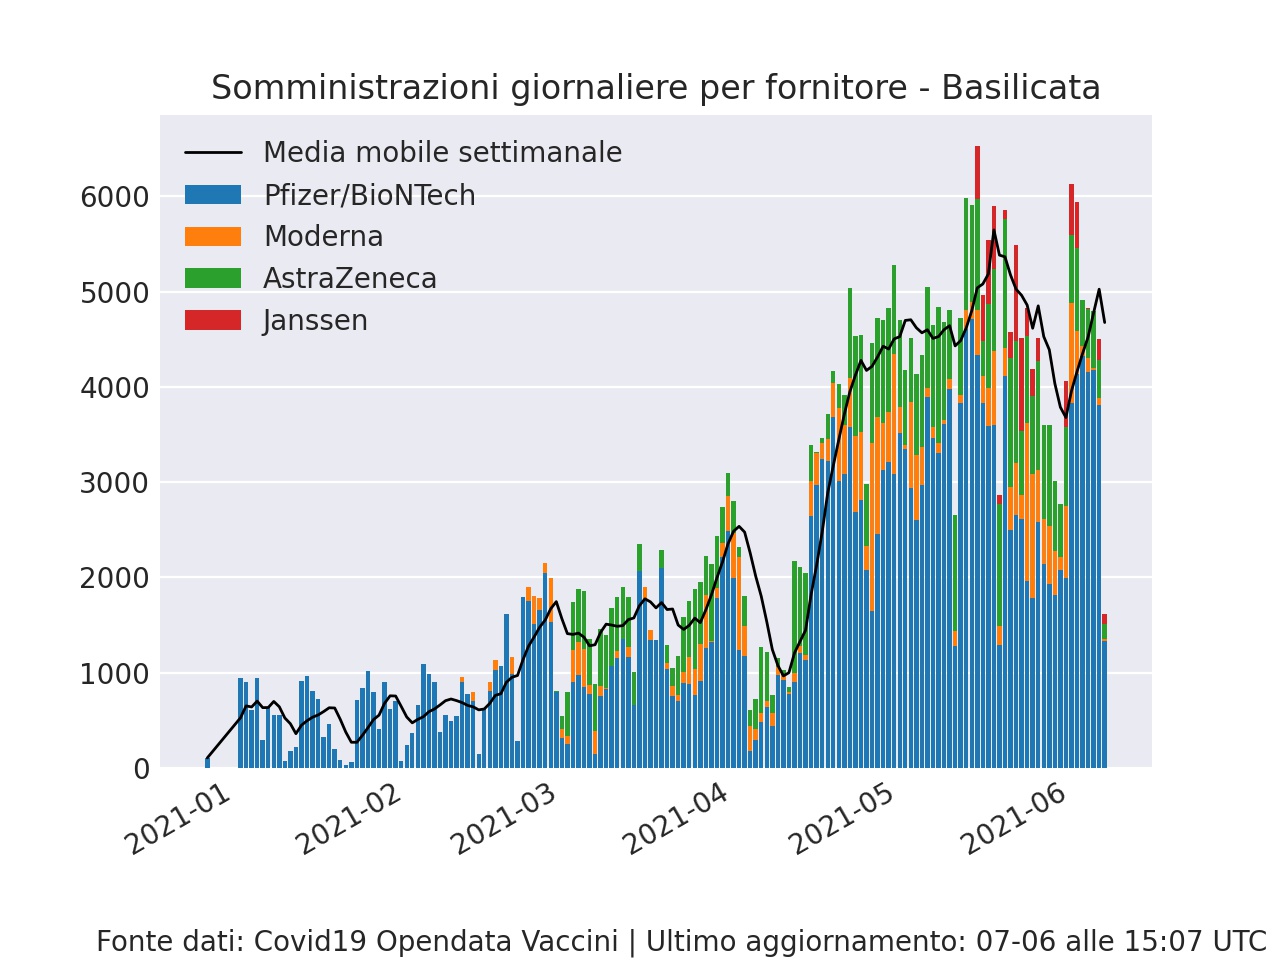 Somministrazioni giornaliere per fornitore - Basilicata
Media mobile settimanale
Pfizer/BioNTech
Moderna
AstraZeneca
Janssen
6000
5000
4000
3000
2000
1000
0
2021-01
2021-02
2021-03
2021-04
2021-05
2021-06
Fonte dati: Covid19 Opendata Vaccini | Ultimo aggiornamento: 07-06 alle 15:07 UTC